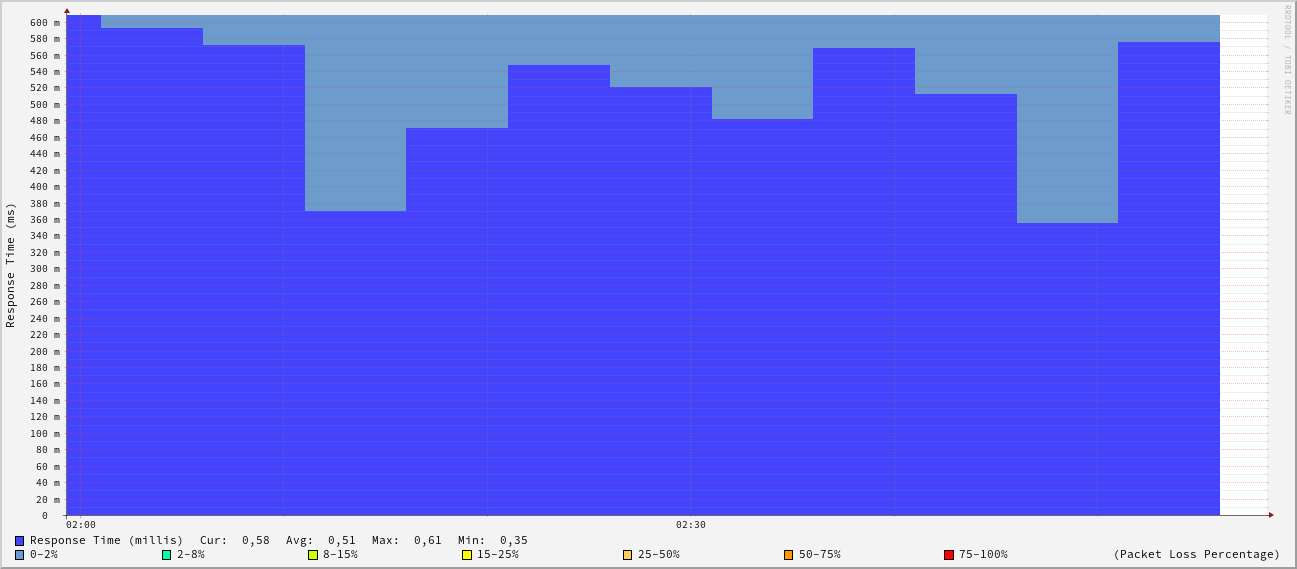 RRDTOOL / TOBI OETIKER
Response Time (ms)
600 m
580 m
560 m
540 m
520 m
500 m
480 m
460 m
440 m
420 m
400 m
380 m
360 m
340 m
320 m
300 m
280 m
260 m
240 m
220 m
200 m
180 m
160 m
140 m
120 m
100 m
80 m
60 m
40 m
20 m
0
02:00 02:30
Response Time (millis) Cur: 0,58 Avg: 0,51 Max: 0,61 Min: 0,35
0-2% 2-8% 8-15% 15-25% 25-50% 50-75% 75-100% (Packet Loss Percentage)